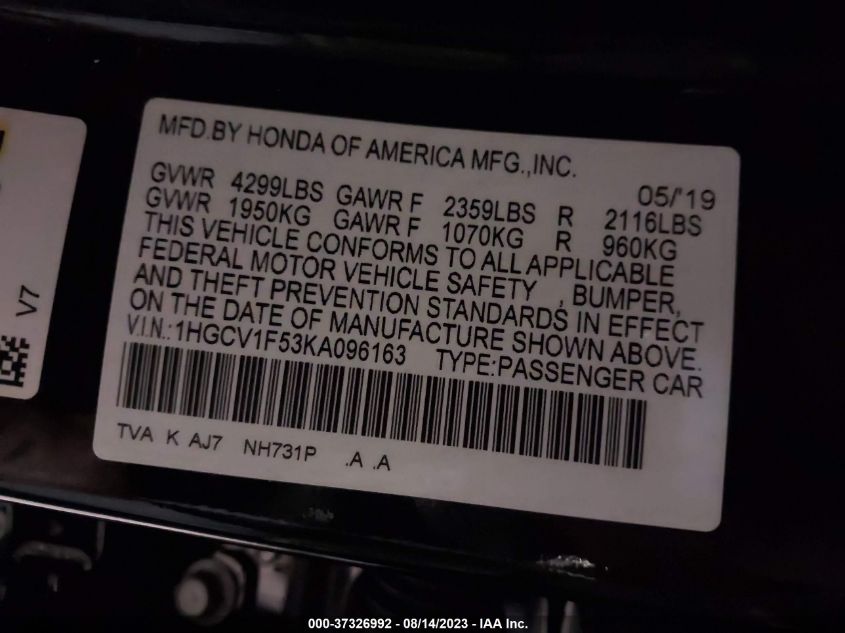 MFD.BY HONDA OF AMERICA MFG.,INC.
05/'19
GVWR 4299LBS GAWR F 2359LBS R 2116LBS
GVWR 1950KG GAWR F 1070KG R 960KG
THIS VEHICLE CONFORMS TO ALL APPLICABLE
FEDERAL MOTOR VEHICLE SAFETY , BUMPER,
AND THEFT PREVENTION STANDARDS IN EFFECT
ON THE DATE OF MANUFACTURE SHOWN ABOVE.
V.I.N.:1HGCV1F53KA096163 TYPE:PASSENGER CAR
TVA K AJ7 NH731P .A .A
V7
000-37326992 - 08/14/2023 - IAA Inc.